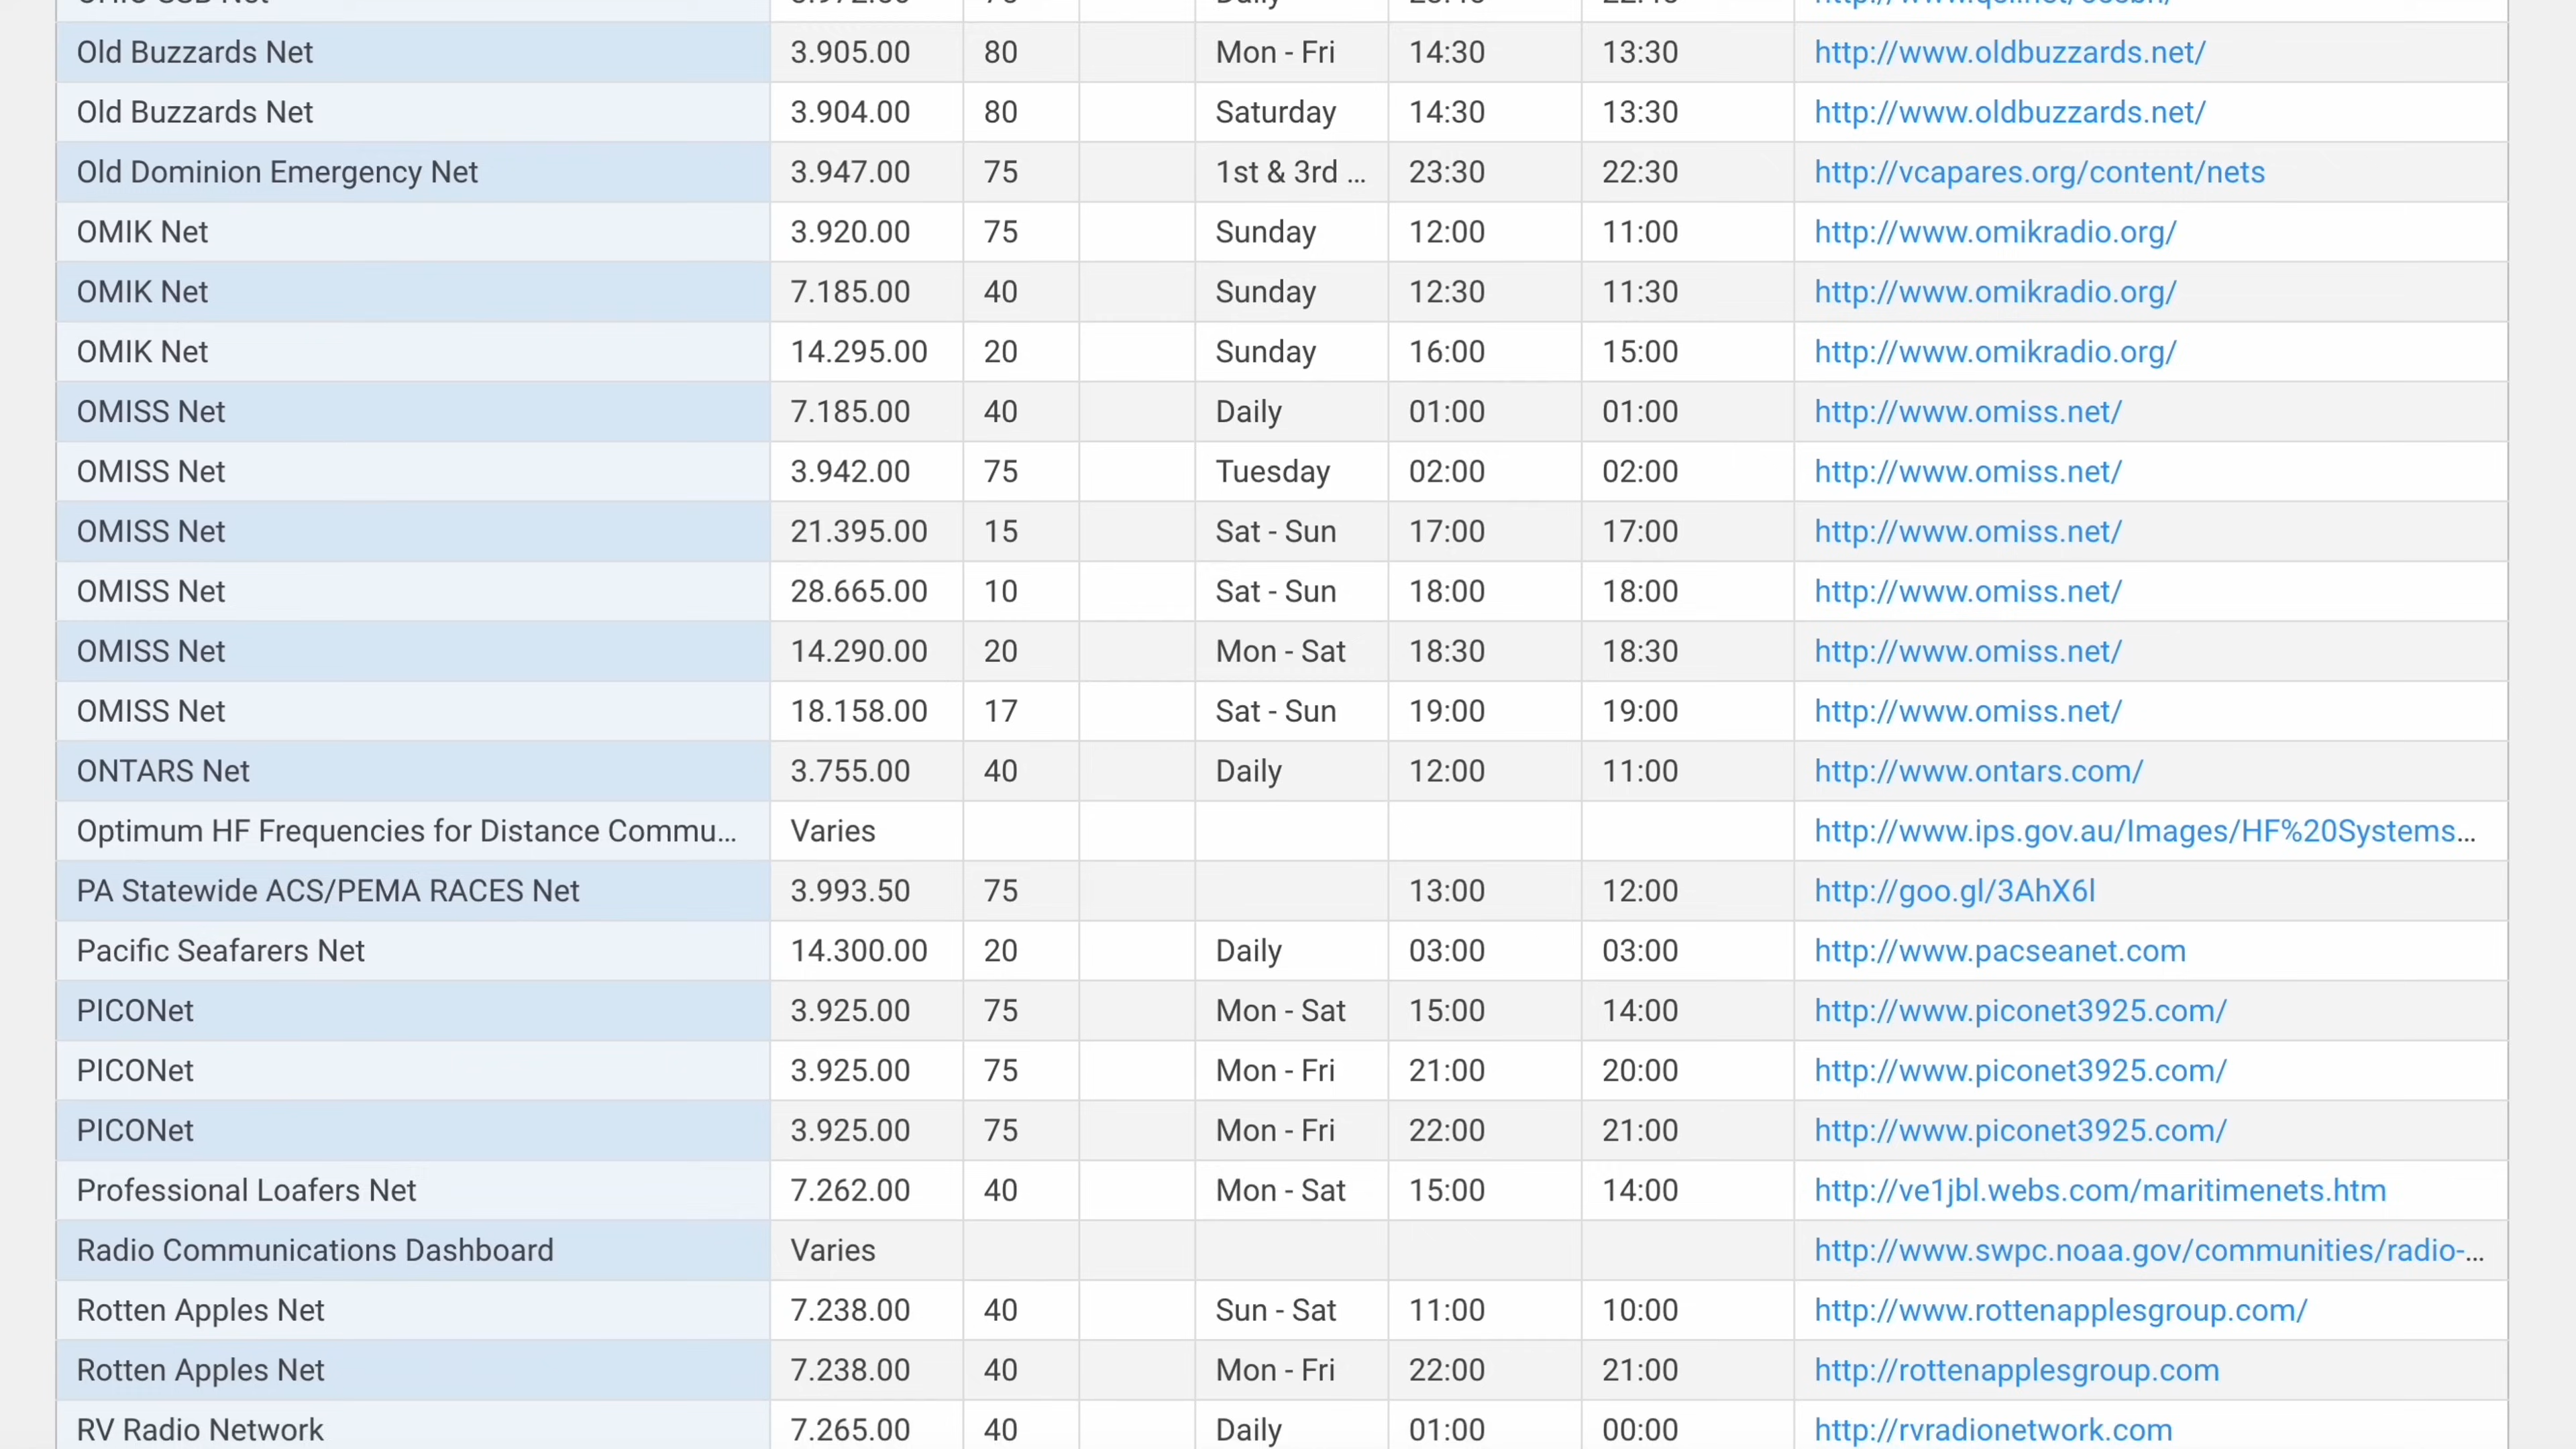 Old Buzzards Net 3.905.00 80 Mon - Fri 14:30 13:30 http://www.oldbuzzards.net/
Old Buzzards Net 3.904.00 80 Saturday 14:30 13:30 http://www.oldbuzzards.net/
Old Dominion Emergency Net 3.947.00 75 1st & 3rd ... 23:30 22:30 http://vcapares.org/content/nets
OMIK Net 3.920.00 75 Sunday 12:00 11:00 http://www.omikradio.org/
OMIK Net 7.185.00 40 Sunday 12:30 11:30 http://www.omikradio.org/
OMIK Net 14.295.00 20 Sunday 16:00 15:00 http://www.omikradio.org/
OMISS Net 7.185.00 40 Daily 01:00 01:00 http://www.omiss.net/
OMISS Net 3.942.00 75 Tuesday 02:00 02:00 http://www.omiss.net/
OMISS Net 21.395.00 15 Sat - Sun 17:00 17:00 http://www.omiss.net/
OMISS Net 28.665.00 10 Sat - Sun 18:00 18:00 http://www.omiss.net/
OMISS Net 14.290.00 20 Mon - Sat 18:30 18:30 http://www.omiss.net/
OMISS Net 18.158.00 17 Sat - Sun 19:00 19:00 http://www.omiss.net/
ONTARS Net 3.755.00 40 Daily 12:00 11:00 http://www.ontars.com/
Optimum HF Frequencies for Distance Commu... Varies http://www.ips.gov.au/Images/HF%20Systems...
PA Statewide ACS/PEMA RACES Net 3.993.50 75 13:00 12:00 http://goo.gl/3AhX6l
Pacific Seafarers Net 14.300.00 20 Daily 03:00 03:00 http://www.pacseanet.com
PICONet 3.925.00 75 Mon - Sat 15:00 14:00 http://www.piconet3925.com/
PICONet 3.925.00 75 Mon - Fri 21:00 20:00 http://www.piconet3925.com/
PICONet 3.925.00 75 Mon - Fri 22:00 21:00 http://www.piconet3925.com/
Professional Loafers Net 7.262.00 40 Mon - Sat 15:00 14:00 http://ve1jbl.webs.com/maritimenets.htm
Radio Communications Dashboard Varies http://www.swpc.noaa.gov/communities/radio-...
Rotten Apples Net 7.238.00 40 Sun - Sat 11:00 10:00 http://www.rottenapplesgroup.com/
Rotten Apples Net 7.238.00 40 Mon - Fri 22:00 21:00 http://rottenapplesgroup.com
RV Radio Network 7.265.00 40 Daily 01:00 00:00 http://rvradionetwork.com